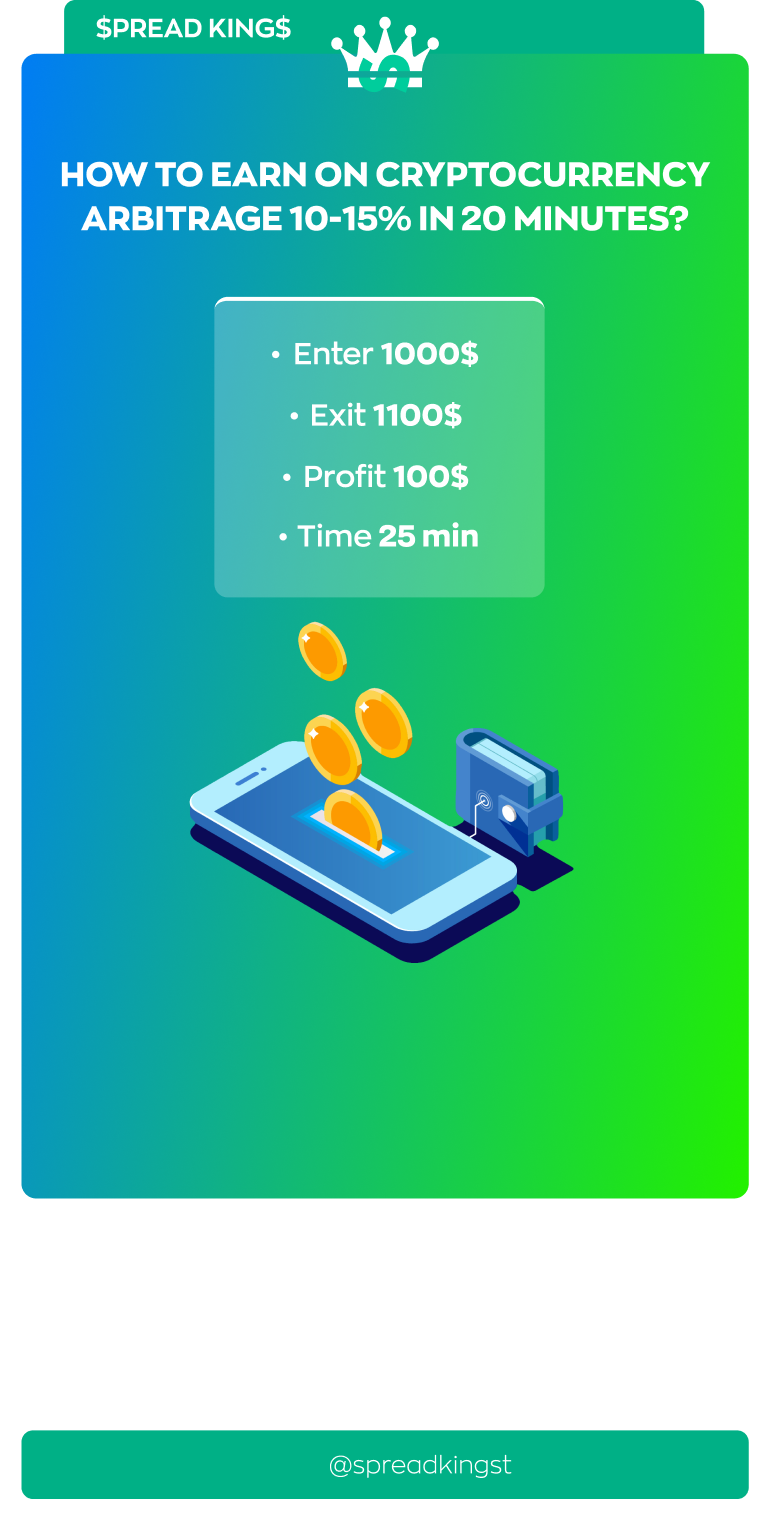 $PREAD KING$
HOW TO EARN ON CRYPTOCURRENCY
ARBITRAGE 10-15% IN 20 MINUTES?
• Enter 1000$
• Exit 1100$
• Profit 100$
• Time 25 min
@spreadkingst